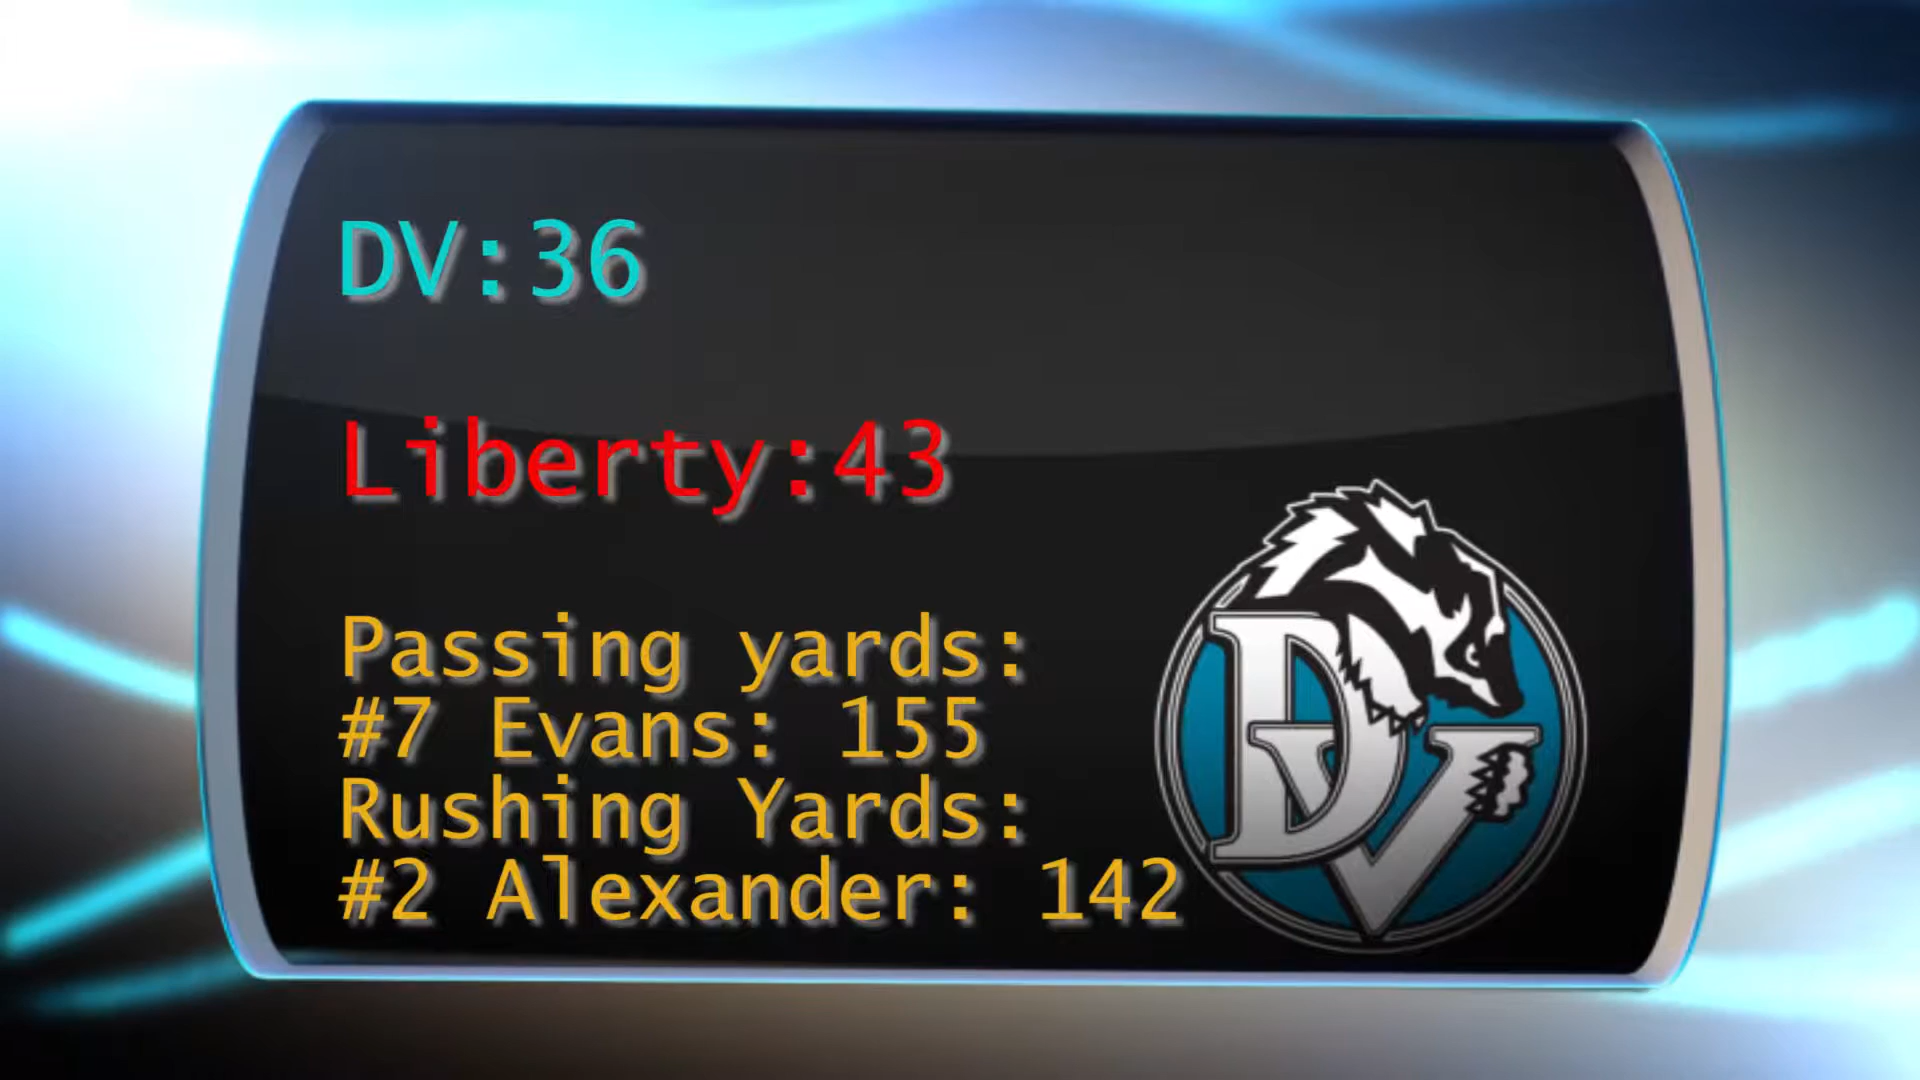 DV:36
Liberty:43
Passing yards:
#7 Evans: 155
Rushing Yards:
#2 Alexander: 142
DV